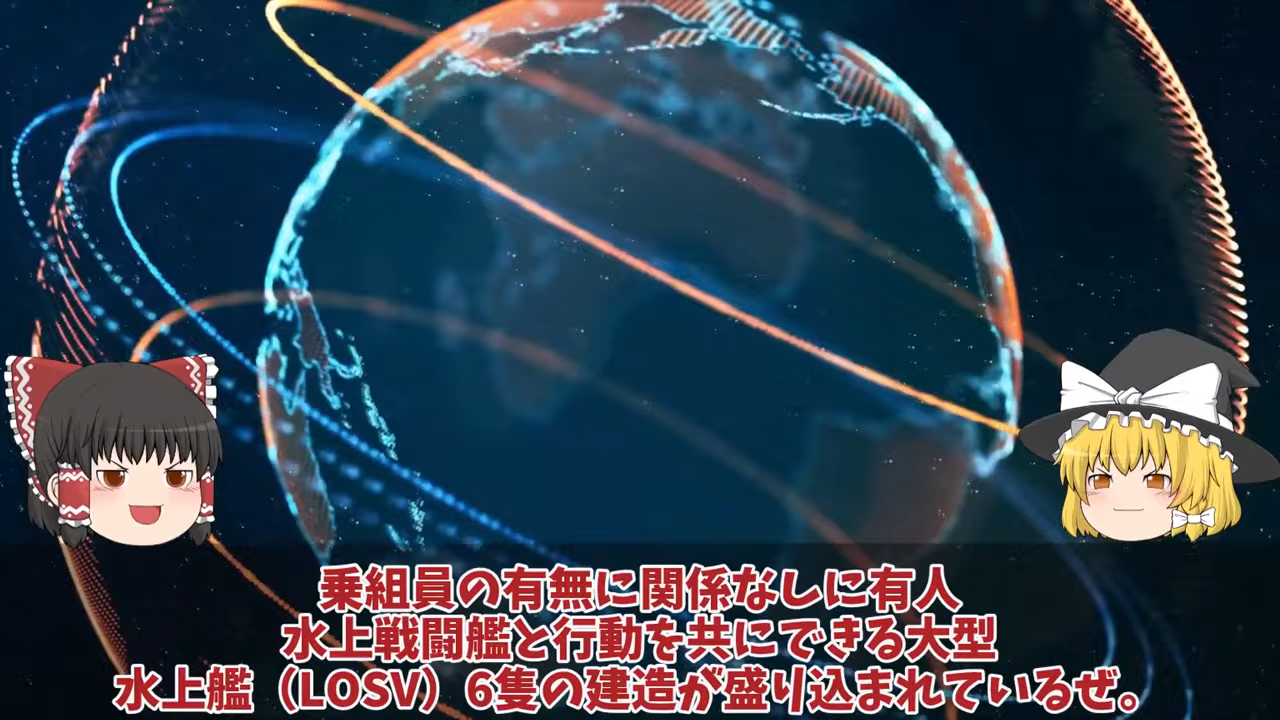 乗組員の有無に関係なしに有人
水上戦闘艦と行動を共にできる大型
水上艦（LOSV）6隻の建造が盛り込まれているぜ。